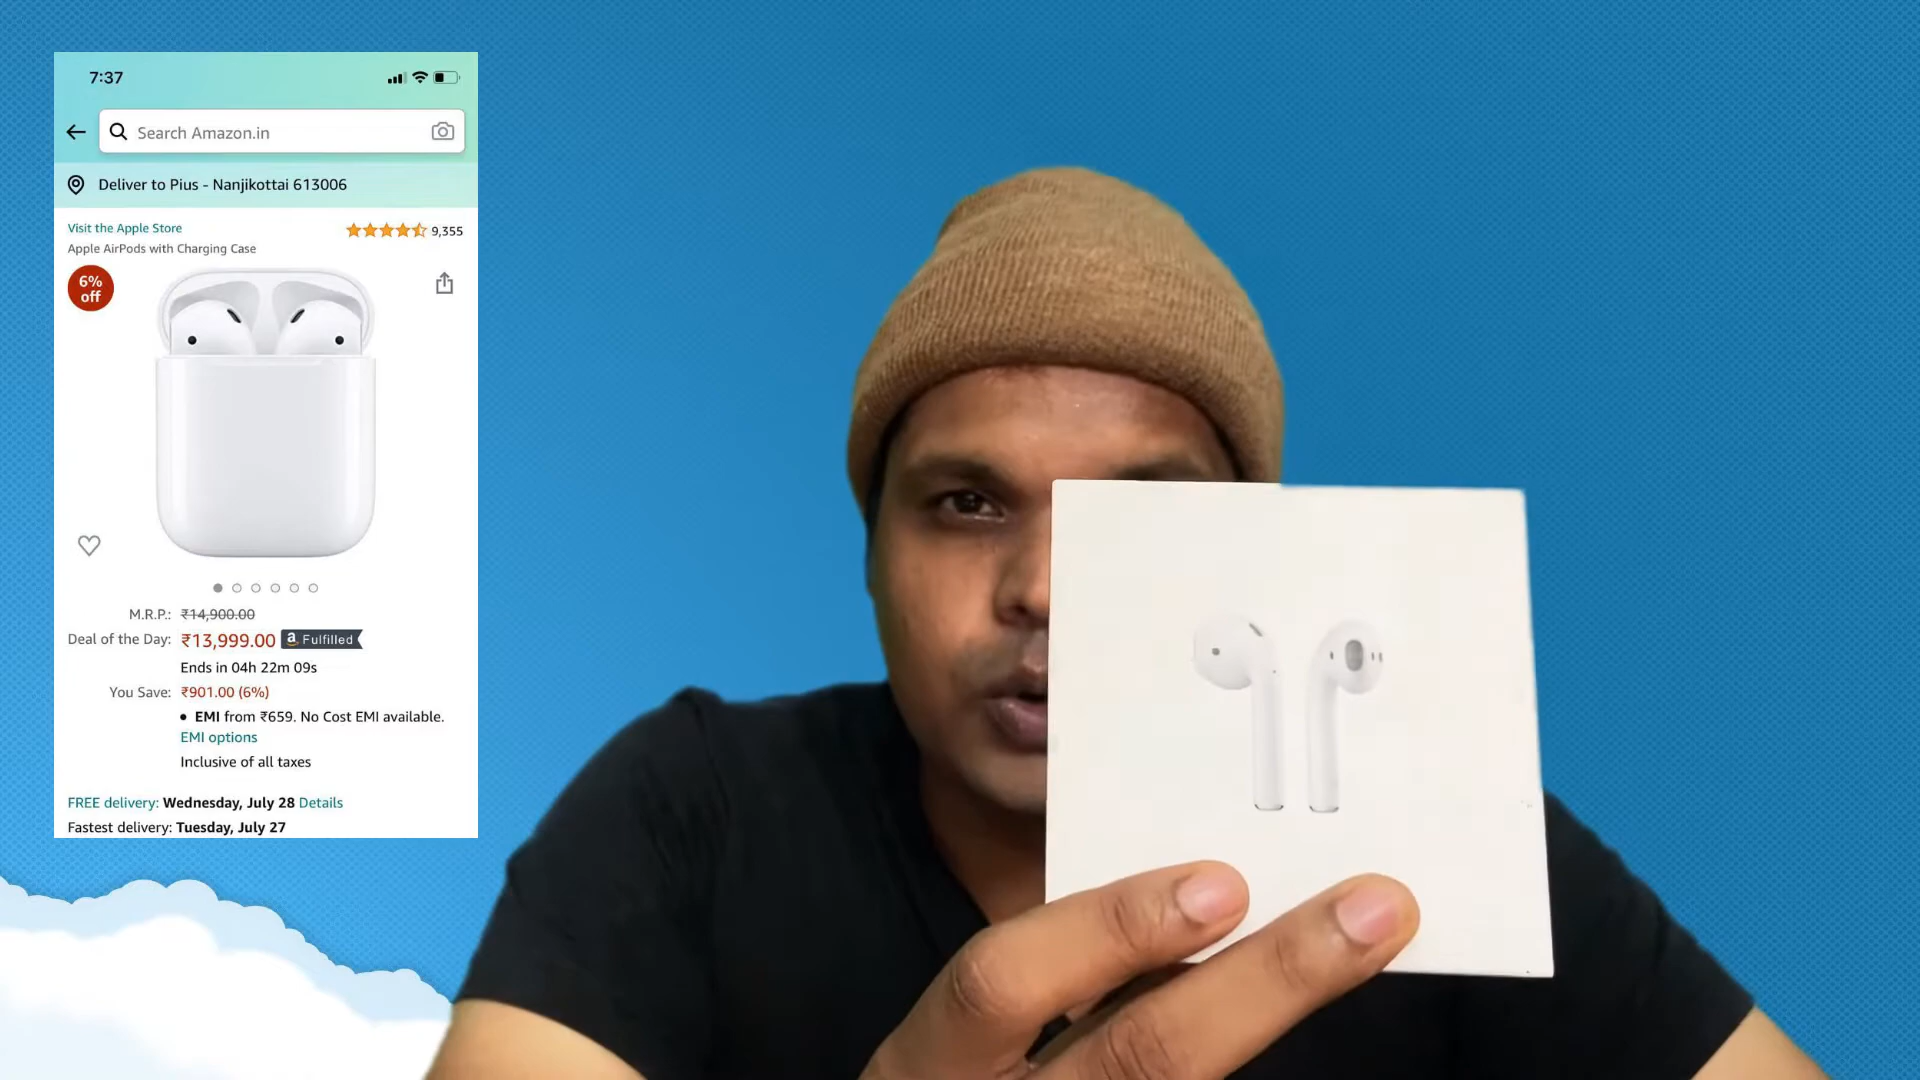 7:37
Search Amazon.in
Deliver to Pius - Nanjikottai 613006
Visit the Apple Store
9,355
Apple AirPods with Charging Case
6%
off
M.R.P.: ₹14,900.00
Deal of the Day: ₹13,999.00 a Fulfilled
Ends in 04h 22m 09s
You Save: ₹901.00 (6%)
• EMI from ₹659. No Cost EMI available.
EMI options
Inclusive of all taxes
FREE delivery: Wednesday, July 28 Details
Fastest delivery: Tuesday, July 27